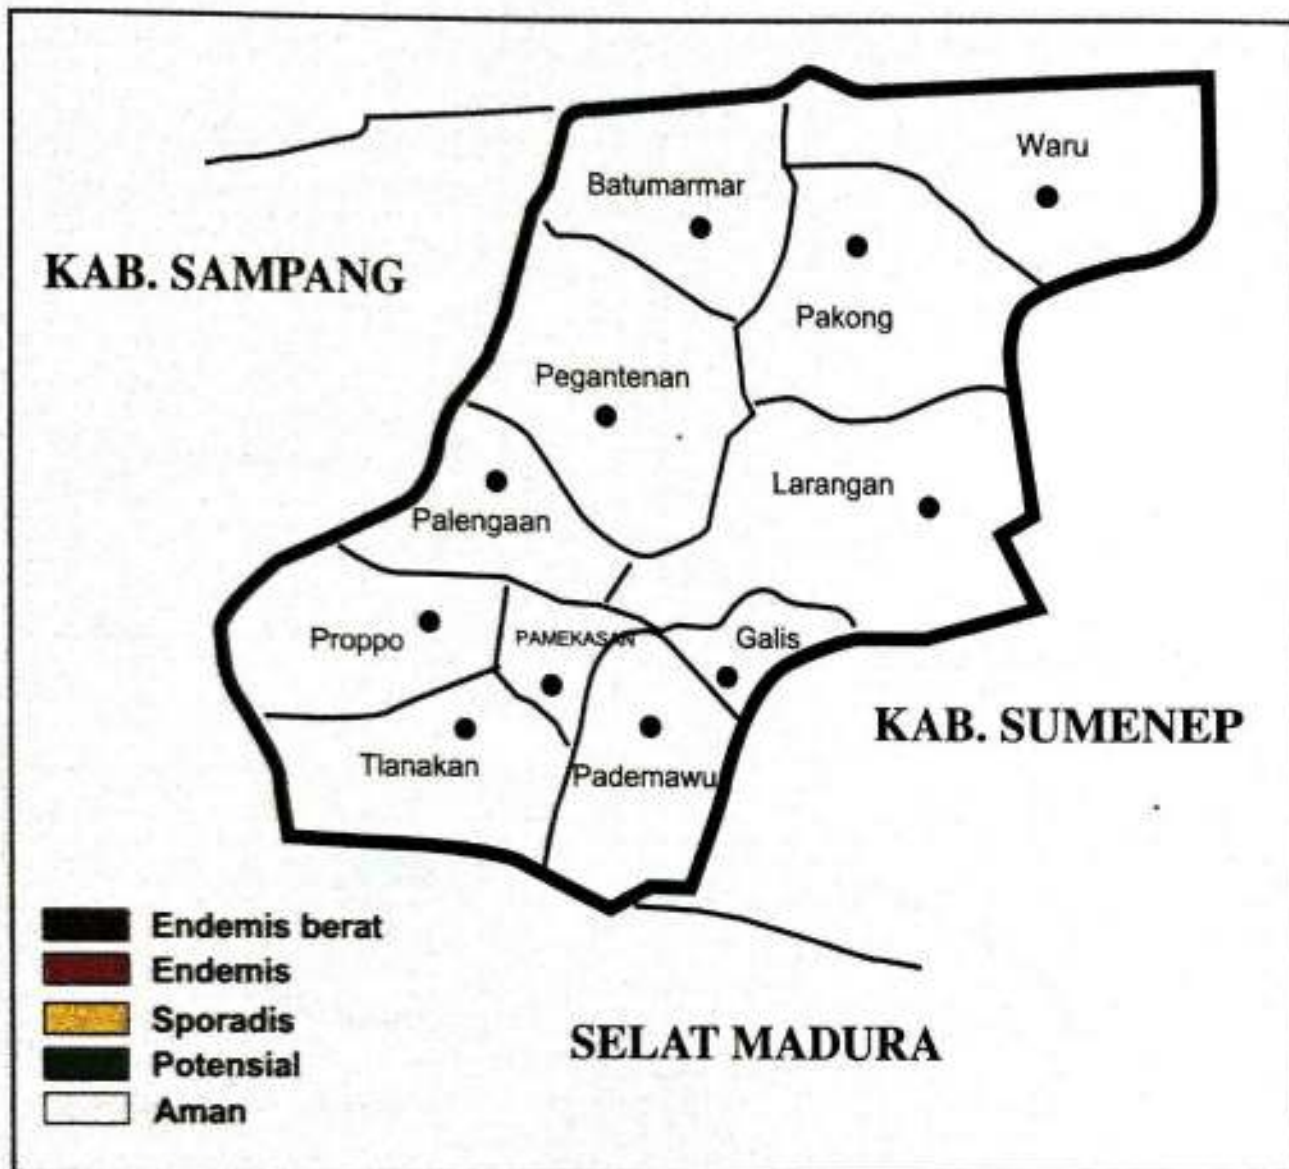 Waru
Batumarmar
KAB. SAMPANG
Pakong
Pegantenan
Larangan
Palengaan
Proppo
PAMEKASAN
Galis
KAB. SUMENEP
Tlanakan
Pademawu
Endemis berat
Endemis
Sporadis
Potensial
Aman
SELAT MADURA